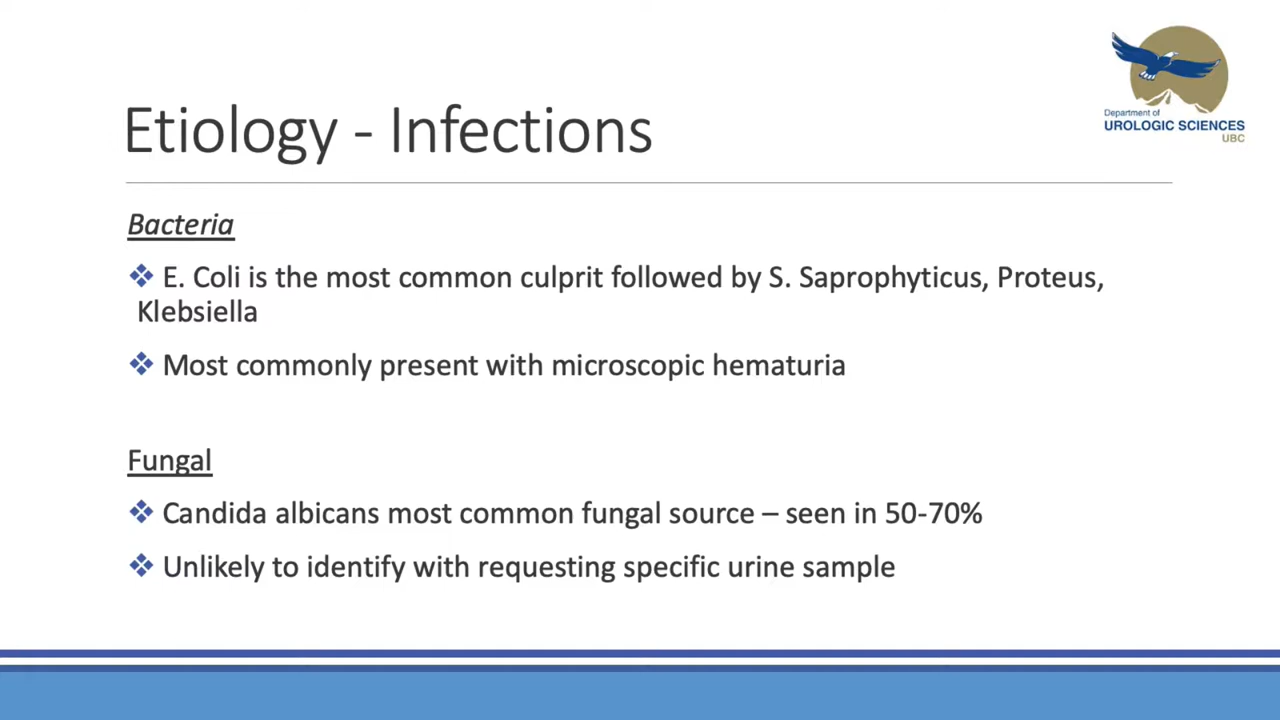 Department of
UROLOGIC SCIENCES
UBC
Etiology - Infections
Bacteria
E. Coli is the most common culprit followed by S. Saprophyticus, Proteus,
Klebsiella
Most commonly present with microscopic hematuria
Fungal
Candida albicans most common fungal source – seen in 50-70%
Unlikely to identify with requesting specific urine sample